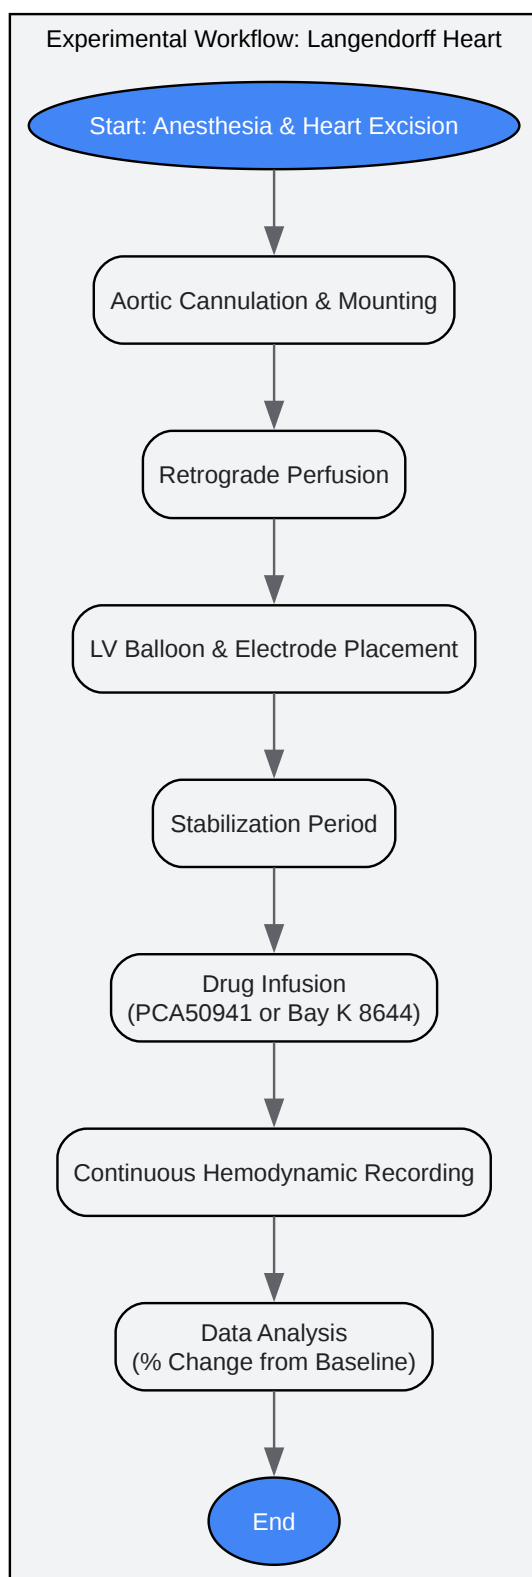 Experimental Workflow: Langendorff Heart
Start: Anesthesia & Heart Excision
Aortic Cannulation & Mounting
Retrograde Perfusion
LV Balloon & Electrode Placement
Stabilization Period
Drug Infusion
(PCA50941 or Bay K 8644)
Continuous Hemodynamic Recording
Data Analysis
(% Change from Baseline)
End